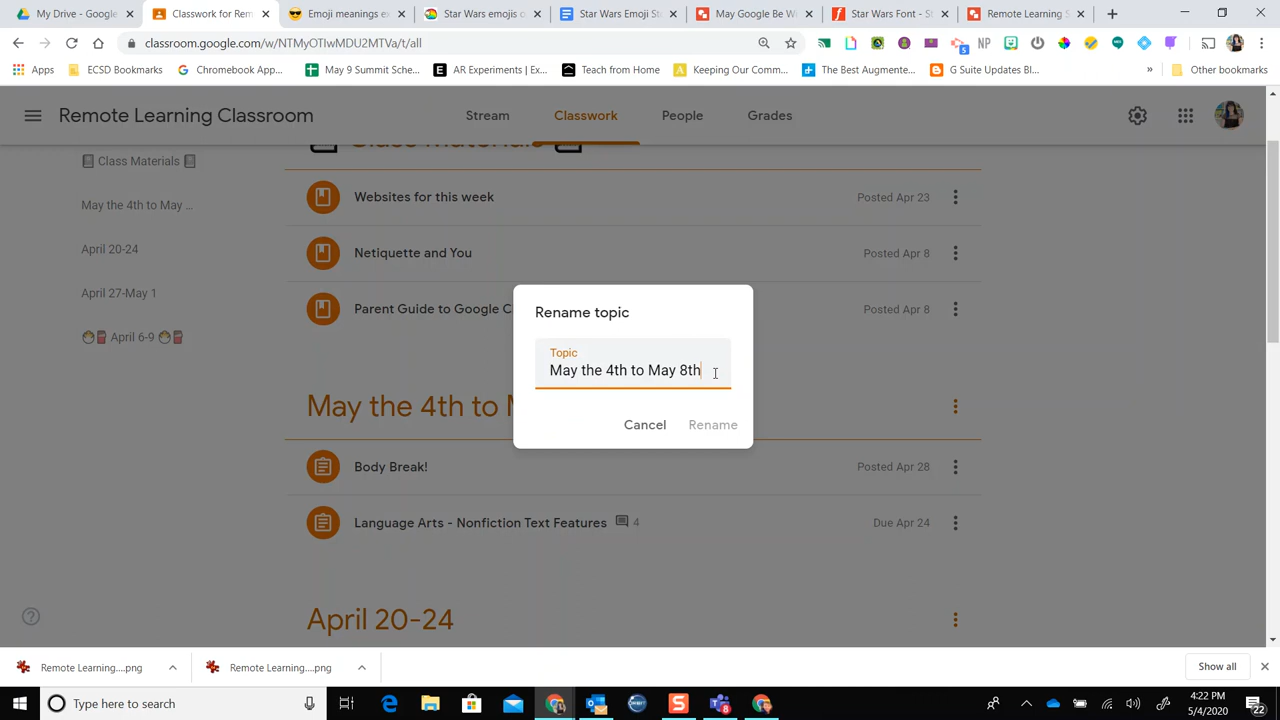 My Drive - Google
Classwork for Rem
Emoji meanings e
Star Wars emojis o
Star Wars Emoji St
May Google Be Wi
Star Wars Font - S
Remote Learning S
classroom.google.com/w/NTMyOTIwMDU2MTVa/t/all
NP
5
Apps
ECSD Bookmarks
Chromebook App...
May 9 Summit Sche...
AR Experiments | Ex...
Teach from Home
Keeping Our Comm...
The Best Augmente...
G Suite Updates Bl...
Other bookmarks
Remote Learning Classroom
Stream
Classwork
People
Grades
Class Materials
May the 4th to May ...
April 20-24
April 27-May 1
April 6-9
Class Materials
Websites for this week
Posted Apr 23
Netiquette and You
Posted Apr 8
Parent Guide to Google C
Posted Apr 8
Rename topic
Topic
May the 4th to May 8th
Cancel
Rename
May the 4th to
Body Break!
Posted Apr 28
Language Arts - Nonfiction Text Features
4
Due Apr 24
April 20-24
Remote Learning....png
Remote Learning....png
Show all
Type here to search
4:22 PM
5/4/2020
22